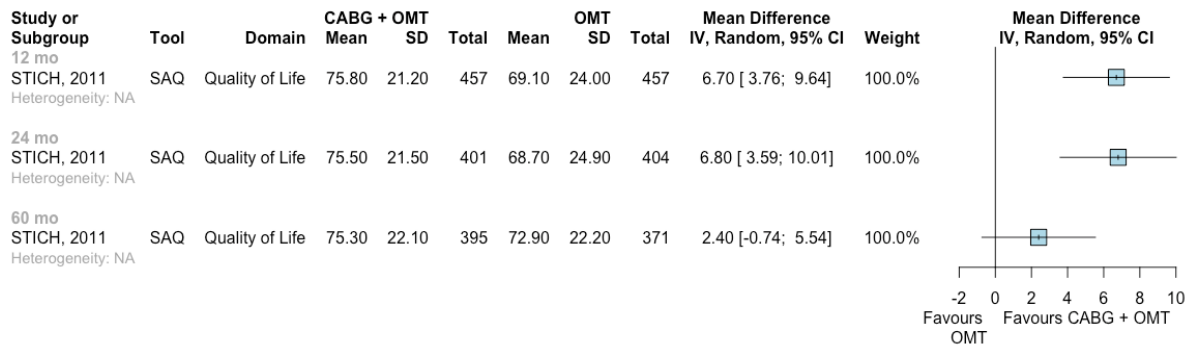 Study or CABG + OMT OMT Mean Difference Mean Difference
Subgroup Tool Domain Mean SD Total Mean SD Total IV, Random, 95% CI Weight IV, Random, 95% CI
12 mo
STICH, 2011 SAQ Quality of Life 75.80 21.20 457 69.10 24.00 457 6.70 [ 3.76; 9.64] 100.0%
Heterogeneity: NA
24 mo
STICH, 2011 SAQ Quality of Life 75.50 21.50 401 68.70 24.90 404 6.80 [ 3.59; 10.01] 100.0%
Heterogeneity: NA
60 mo
STICH, 2011 SAQ Quality of Life 75.30 22.10 395 72.90 22.20 371 2.40 [-0.74; 5.54] 100.0%
Heterogeneity: NA
-2 0 2 4 6 8 10
Favours Favours CABG + OMT
OMT